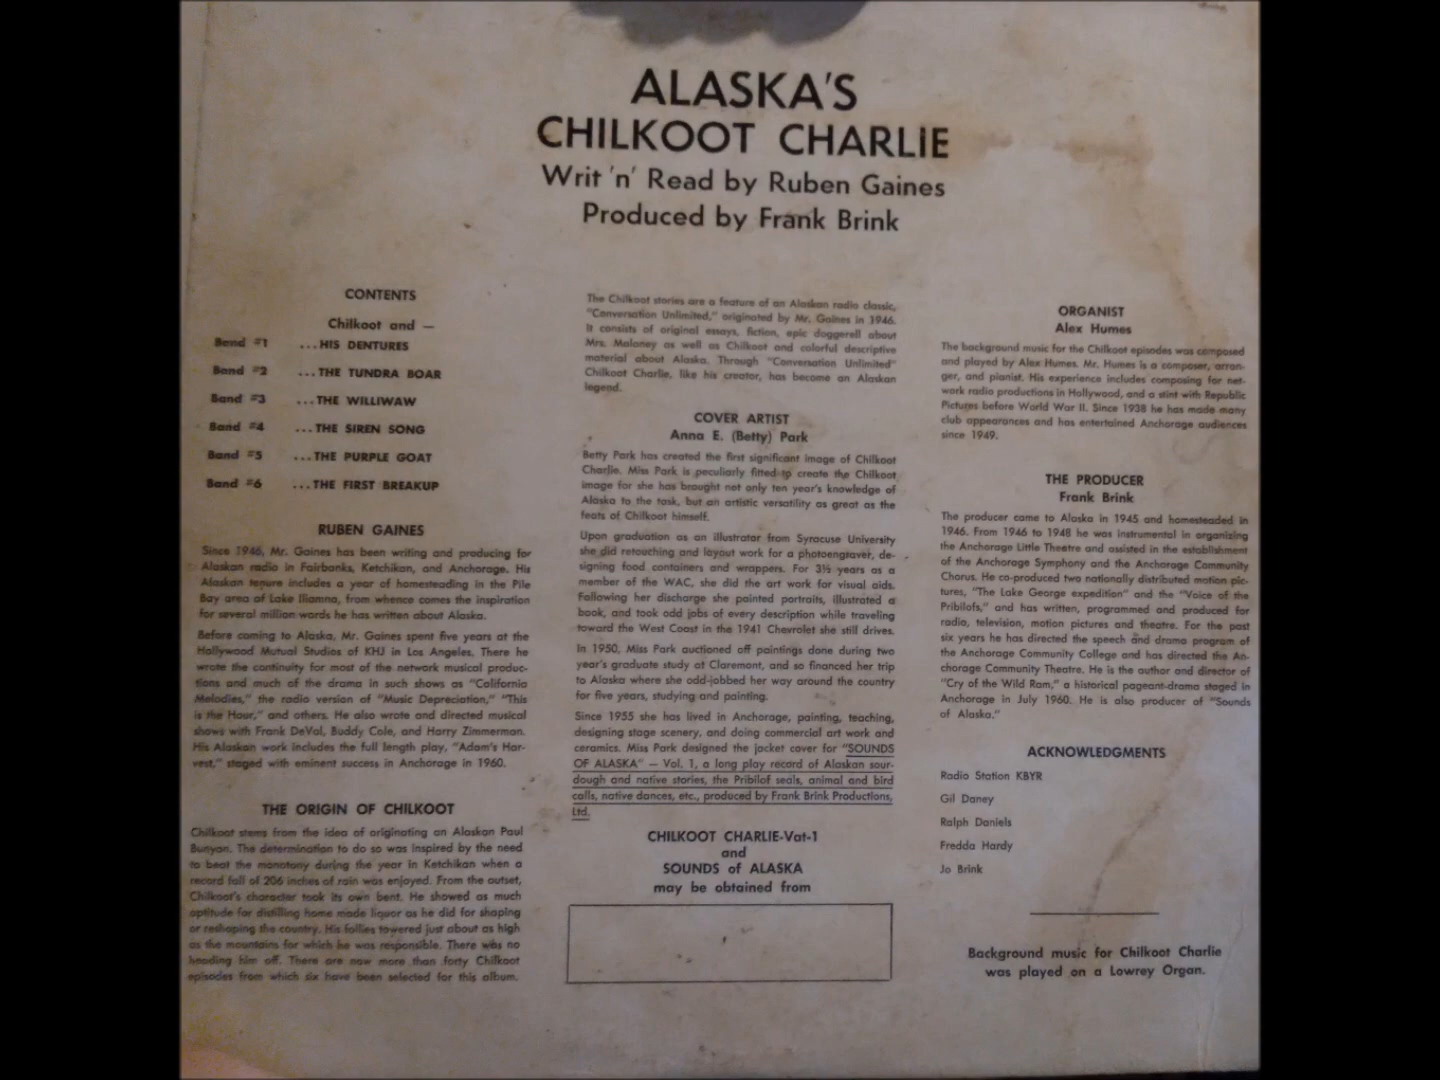 ALASKA'S
CHILKOOT CHARLIE
Writ 'n' Read by Ruben Gaines
Produced by Frank Brink
CONTENTS
Chilkoot and —
Band #1 ...HIS DENTURES
Band #2 ...THE TUNDRA BOAR
Band #3 ...THE WILLIWAW
Band #4 ...THE SIREN SONG
Band #5 ...THE PURPLE GOAT
Band #6 ...THE FIRST BREAKUP
RUBEN GAINES
Since 1946, Mr. Gaines has been writing and producing for
Alaskan radio in Fairbanks, Ketchikan, and Anchorage. His
Alaskan tenure includes a year of homesteading in the Pile
Bay area of Lake Iliamna, from whence comes the inspiration
for several million words he has written about Alaska.
Before coming to Alaska, Mr. Gaines spent five years at the
Hollywood Mutual Studios of KHJ in Los Angeles. There he
wrote the continuity for most of the network musical produc-
tions and much of the drama in such shows as "California
Melodies," the radio version of "Music Depreciation," "This
is the Hour," and others. He also wrote and directed musical
shows with Frank DeVal, Buddy Cole, and Harry Zimmerman.
His Alaskan work includes the full length play, "Adam's Har-
vest," staged with eminent success in Anchorage in 1960.
THE ORIGIN OF CHILKOOT
Chilkoot stems from the idea of originating an Alaskan Paul
Bunyan. The determination to do so was inspired by the need
to beat the monotony during the year in Ketchikan when a
record fall of 206 inches of rain was enjoyed. From the outset,
Chilkoot's character took its own bent. He showed as much
aptitude for distilling home made liquor as he did for shaping
or reshaping the country. His follies towered just about as high
as the mountains for which he was responsible. There was no
heading him off. There are now more than forty Chilkoot
episodes from which six have been selected for this album.
The Chilkoot stories are a feature of an Alaskan radio classic,
"Conversation Unlimited," originated by Mr. Gaines in 1946.
It consists of original essays, fiction, epic doggerell about
Mrs. Maloney as well as Chilkoot and colorful descriptive
material about Alaska. Through "Conversation Unlimited"
Chilkoot Charlie, like his creator, has become an Alaskan
legend.
COVER ARTIST
Anna E. (Betty) Park
Betty Park has created the first significant image of Chilkoot
Charlie. Miss Park is peculiarly fitted to create the Chilkoot
image for she has brought not only ten year's knowledge of
Alaska to the task, but an artistic versatility as great as the
feats of Chilkoot himself.
Upon graduation as an illustrator from Syracuse University
she did retouching and layout work for a photoengraver, de-
signing food containers and wrappers. For 3½ years as a
member of the WAC, she did the art work for visual aids.
Following her discharge she painted portraits, illustrated a
book, and took odd jobs of every description while traveling
toward the West Coast in the 1941 Chevrolet she still drives.
In 1950, Miss Park auctioned off paintings done during two
year's graduate study at Claremont, and so financed her trip
to Alaska where she odd-jobbed her way around the country
for five years, studying and painting.
Since 1955 she has lived in Anchorage, painting, teaching,
designing stage scenery, and doing commercial art work and
ceramics. Miss Park designed the jacket cover for "SOUNDS
OF ALASKA" — Vol. 1, a long play record of Alaskan sour-
dough and native stories, the Pribilof seals, animal and bird
calls, native dances, etc., produced by Frank Brink Productions,
Ltd.
CHILKOOT CHARLIE-Vat-1
and
SOUNDS of ALASKA
may be obtained from
ORGANIST
Alex Humes
The background music for the Chilkoot episodes was composed
and played by Alex Humes. Mr. Humes is a composer, arran-
ger, and pianist. His experience includes composing for net-
work radio productions in Hollywood, and a stint with Republic
Pictures before World War II. Since 1938 he has made many
club appearances and has entertained Anchorage audiences
since 1949.
THE PRODUCER
Frank Brink
The producer came to Alaska in 1945 and homesteaded in
1946. From 1946 to 1948 he was instrumental in organizing
the Anchorage Little Theatre and assisted in the establishment
of the Anchorage Symphony and the Anchorage Community
Chorus. He co-produced two nationally distributed motion pic-
tures, "The Lake George expedition" and the "Voice of the
Pribilofs," and has written, programmed and produced for
radio, television, motion pictures and theatre. For the past
six years he has directed the speech and drama program of
the Anchorage Community College and has directed the An-
chorage Community Theatre. He is the author and director of
"Cry of the Wild Ram," a historical pageant-drama staged in
Anchorage in July 1960. He is also producer of "Sounds
of Alaska."
ACKNOWLEDGMENTS
Radio Station KBYR
Gil Daney
Ralph Daniels
Fredda Hardy
Jo Brink
Background music for Chilkoot Charlie
was played on a Lowrey Organ.